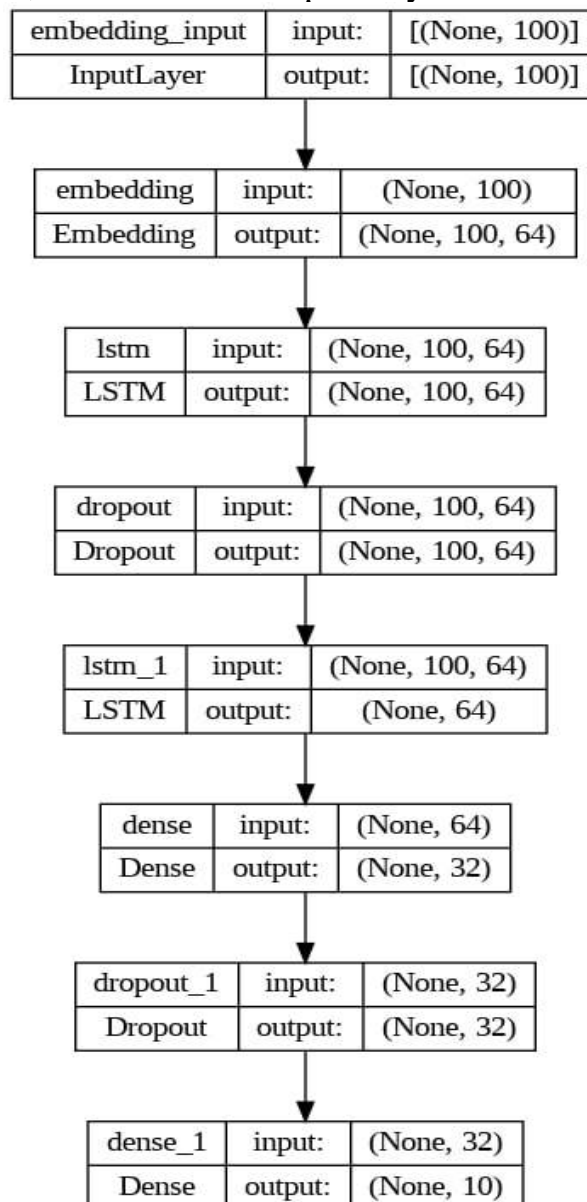 embedding_input input: [(None, 100)]
InputLayer output: [(None, 100)]
embedding input: (None, 100)
Embedding output: (None, 100, 64)
lstm input: (None, 100, 64)
LSTM output: (None, 100, 64)
dropout input: (None, 100, 64)
Dropout output: (None, 100, 64)
lstm_1 input: (None, 100, 64)
LSTM output: (None, 64)
dense input: (None, 64)
Dense output: (None, 32)
dropout_1 input: (None, 32)
Dropout output: (None, 32)
dense_1 input: (None, 32)
Dense output: (None, 10)